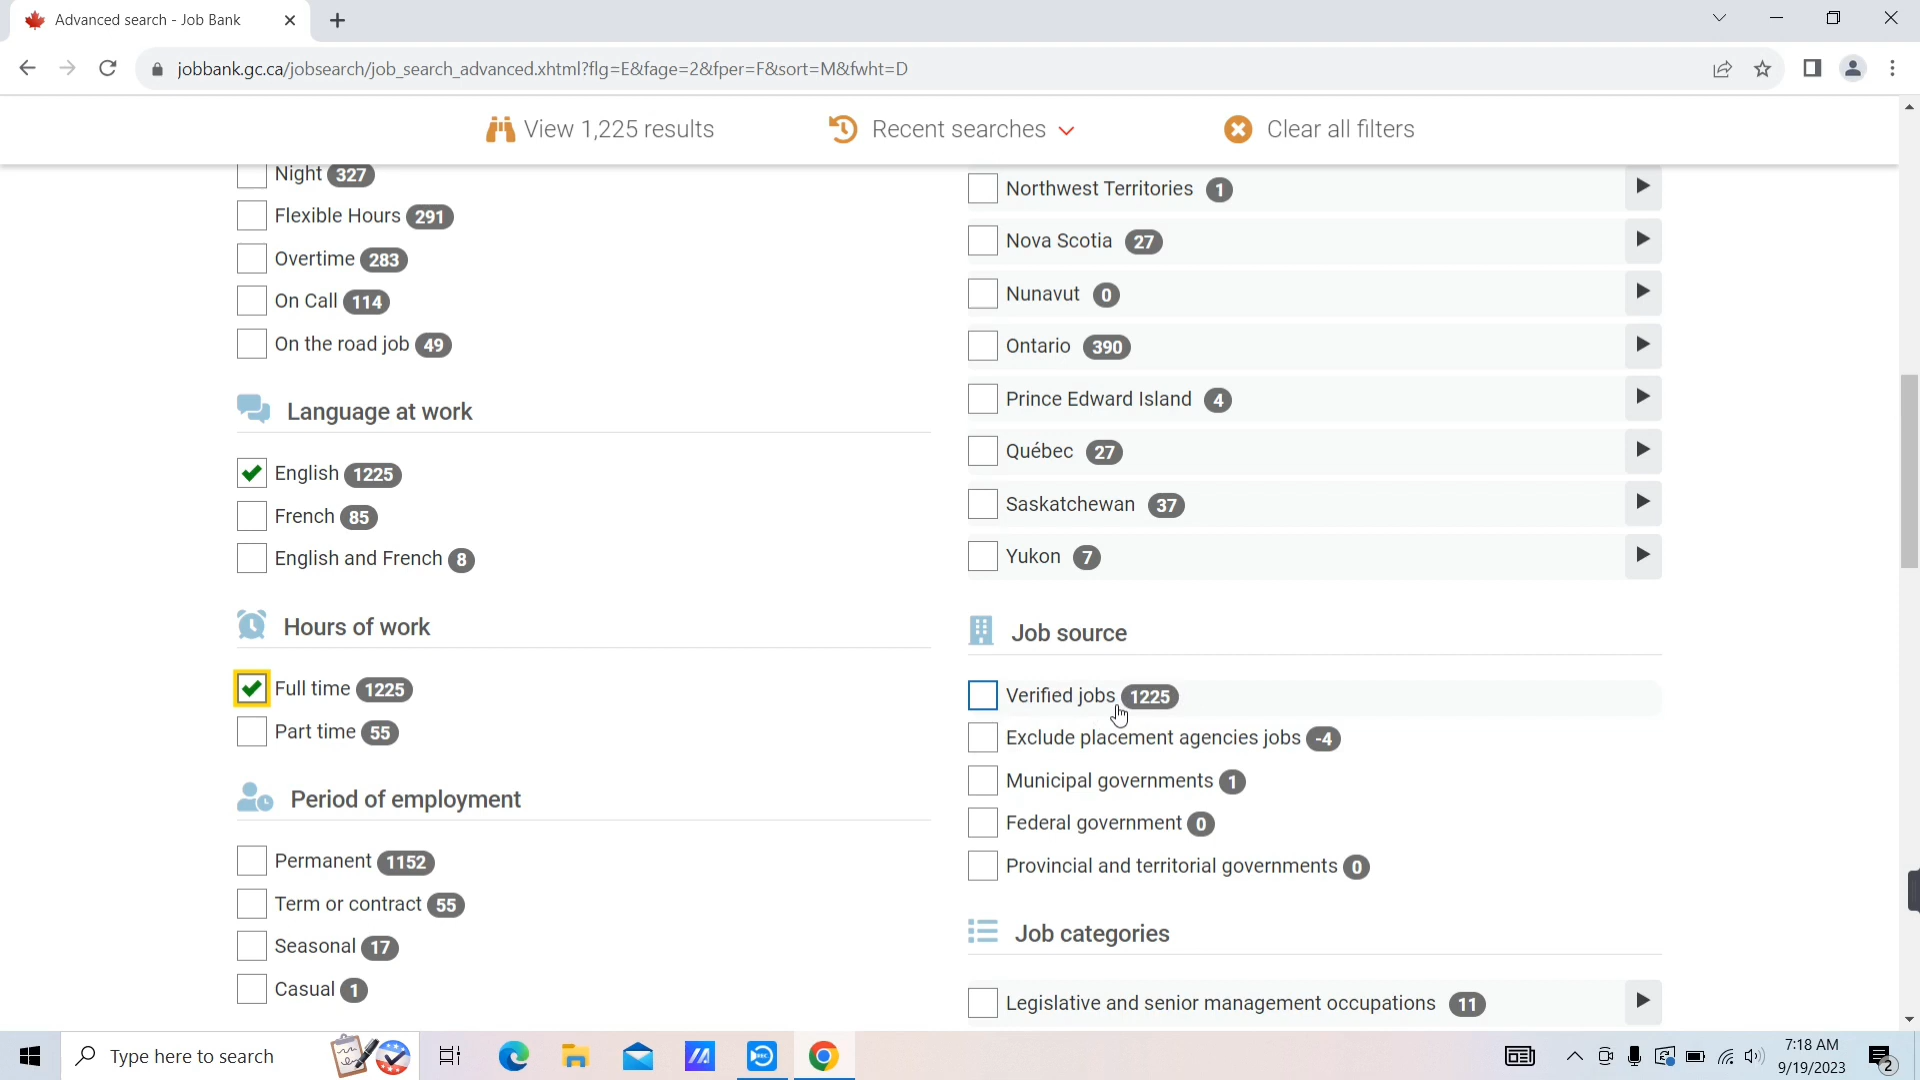 Advanced search - Job Bank
jobbank.gc.ca/jobsearch/job_search_advanced.xhtml?flg=E&fage=2&fper=F&sort=M&fwht=D
View 1,225 results
Recent searches
Clear all filters
Night 327
Flexible Hours 291
Overtime 283
On Call 114
On the road job 49
Language at work
English 1225
French 85
English and French 8
Hours of work
Full time 1225
Part time 55
Period of employment
Permanent 1152
Term or contract 55
Seasonal 17
Casual 1
Northwest Territories 1
Nova Scotia 27
Nunavut 0
Ontario 390
Prince Edward Island 4
Québec 27
Saskatchewan 37
Yukon 7
Job source
Verified jobs 1225
Exclude placement agencies jobs -4
Municipal governments 1
Federal government 0
Provincial and territorial governments 0
Job categories
Legislative and senior management occupations 11
Type here to search
REC
7:18 AM
9/19/2023
2